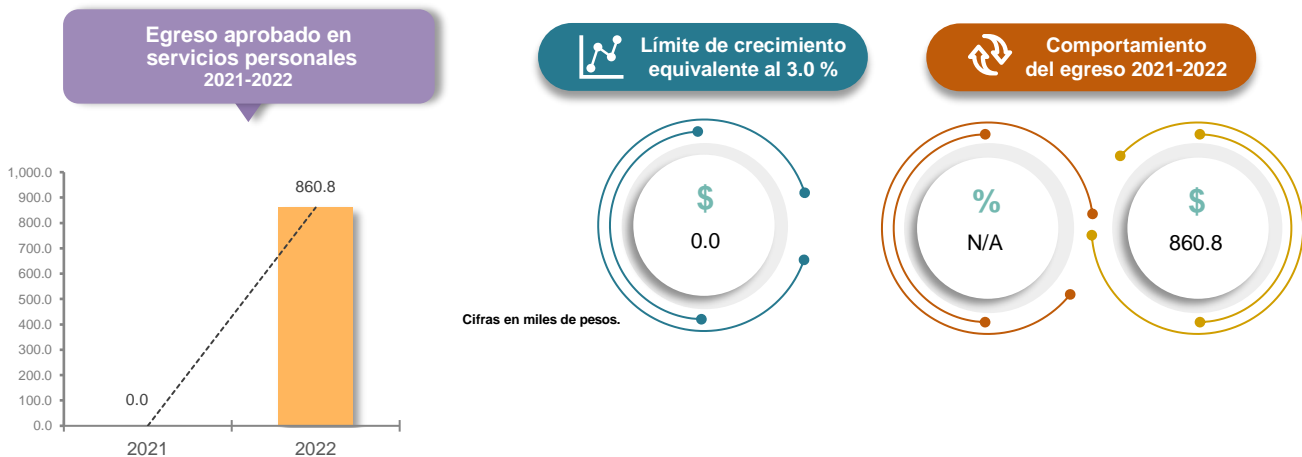 Egreso aprobado en
servicios personales
2021-2022
1,000.0
900.0
800.0
700.0
600.0
500.0
400.0
300.0
200.0
100.0
0.0
0.0
860.8
2021
2022
Límite de crecimiento
equivalente al 3.0 %
$
0.0
Cifras en miles de pesos.
Comportamiento
del egreso 2021-2022
%
N/A
$
860.8